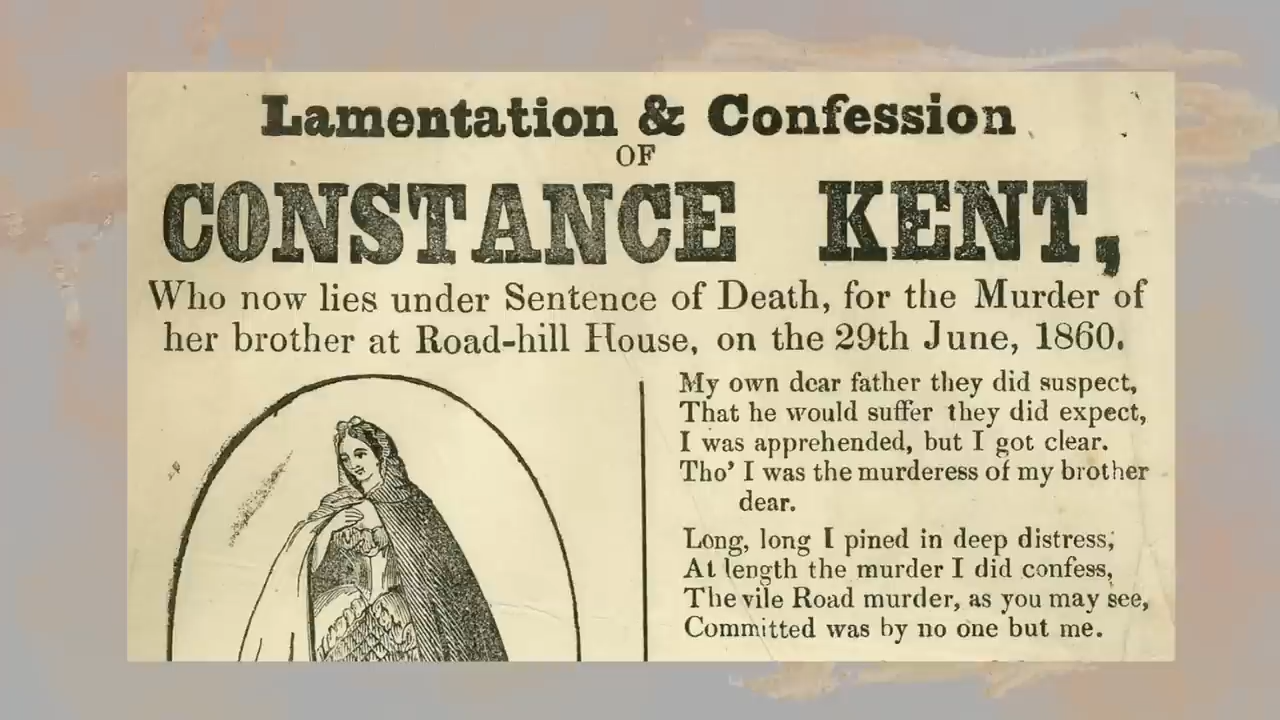 Lamentation & Confession
OF
CONSTANCE KENT,
Who now lies under Sentence of Death, for the Murder of
her brother at Road-hill House, on the 29th June, 1860.
My own dear father they did suspect,
That he would suffer they did expect,
I was apprehended, but I got clear.
Tho' I was the murderess of my brother
dear.
Long, long I pined in deep distress,
At length the murder I did confess,
The vile Road murder, as you may see,
Committed was by no one but me.